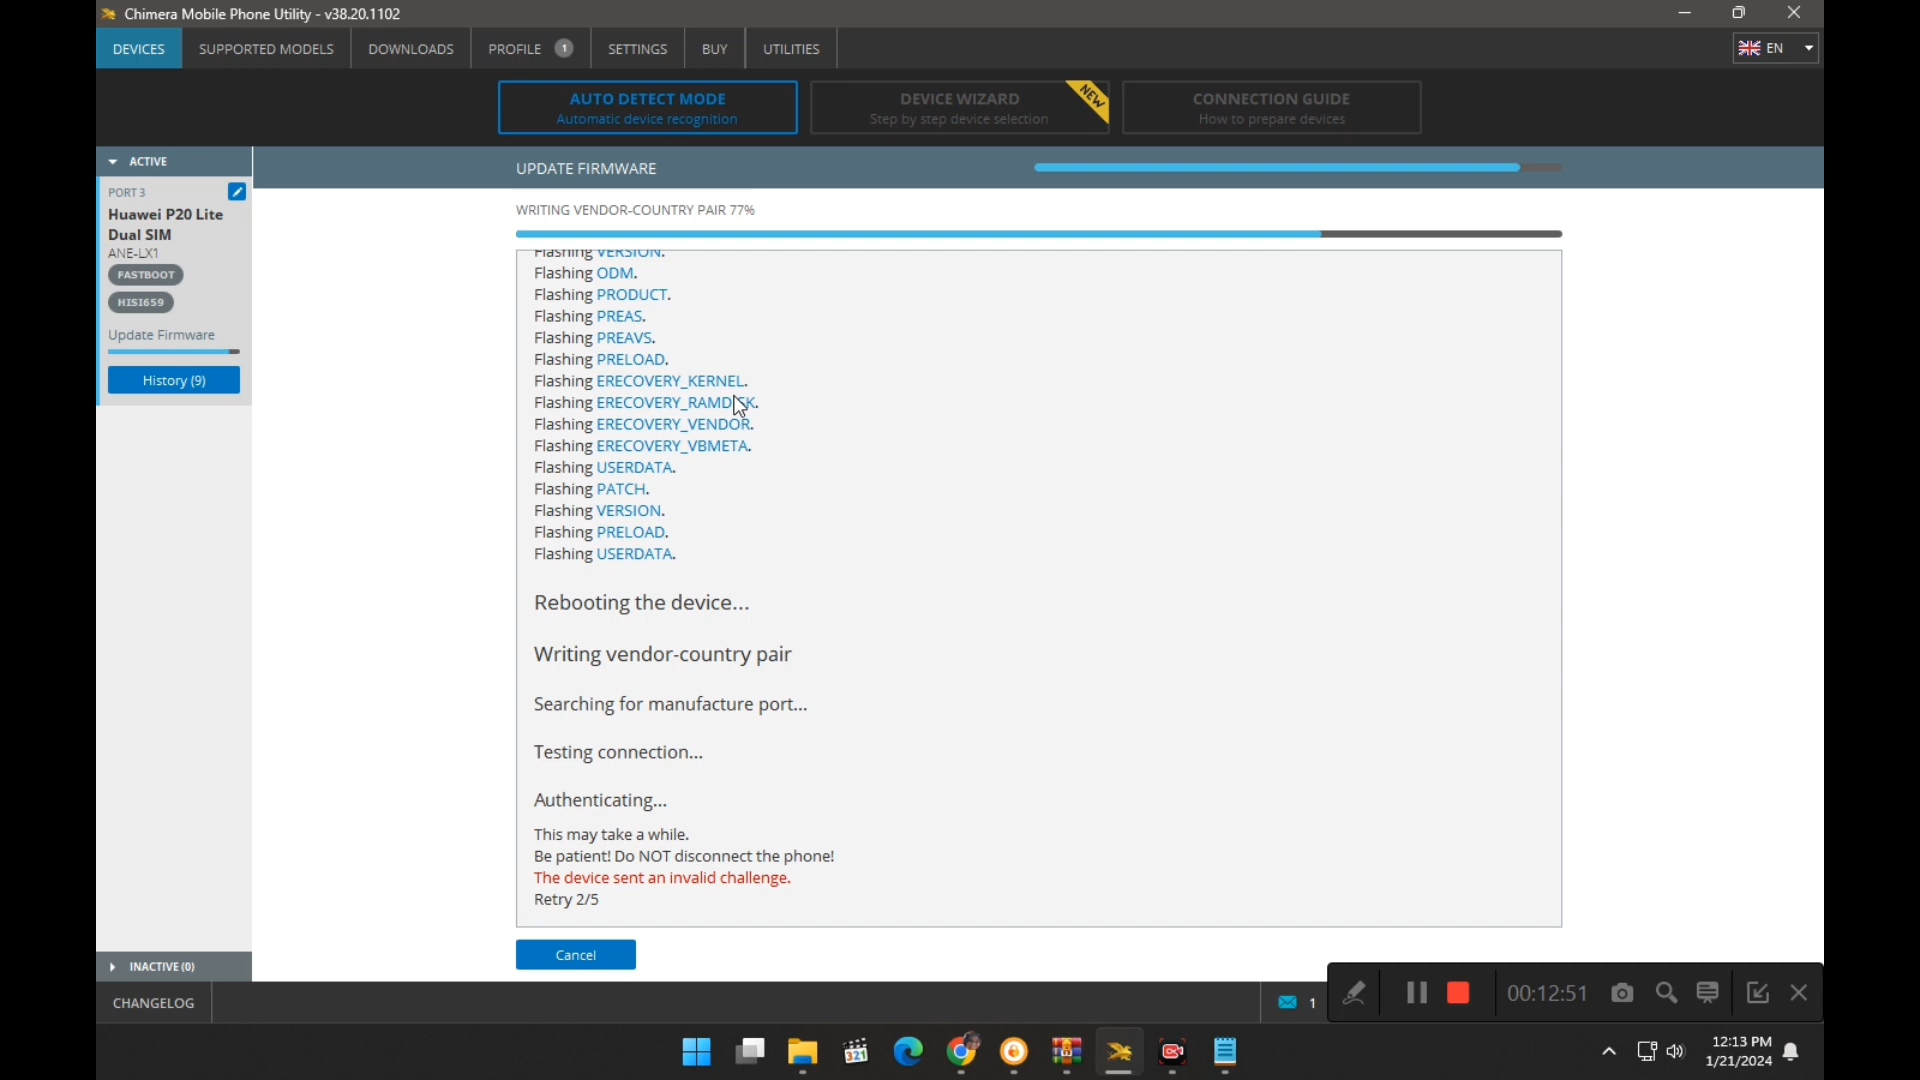 Chimera Mobile Phone Utility - v38.20.1102
DEVICES SUPPORTED MODELS DOWNLOADS PROFILE 1 SETTINGS BUY UTILITIES EN
AUTO DETECT MODE
Automatic device recognition
DEVICE WIZARD
Step by step device selection
NEW
CONNECTION GUIDE
How to prepare devices
ACTIVE
PORT 3
Huawei P20 Lite
Dual SIM
ANE-LX1
FASTBOOT
HISI659
Update Firmware
History (9)
INACTIVE (0)
UPDATE FIRMWARE
WRITING VENDOR-COUNTRY PAIR 77%
Flashing VERSION.
Flashing ODM.
Flashing PRODUCT.
Flashing PREAS.
Flashing PREAVS.
Flashing PRELOAD.
Flashing ERECOVERY_KERNEL.
Flashing ERECOVERY_RAMDISK.
Flashing ERECOVERY_VENDOR.
Flashing ERECOVERY_VBMETA.
Flashing USERDATA.
Flashing PATCH.
Flashing VERSION.
Flashing PRELOAD.
Flashing USERDATA.
Rebooting the device...
Writing vendor-country pair
Searching for manufacture port...
Testing connection...
Authenticating...
This may take a while.
Be patient! Do NOT disconnect the phone!
The device sent an invalid challenge.
Retry 2/5
Cancel
CHANGELOG
1
00:12:51
321
12:13 PM
1/21/2024